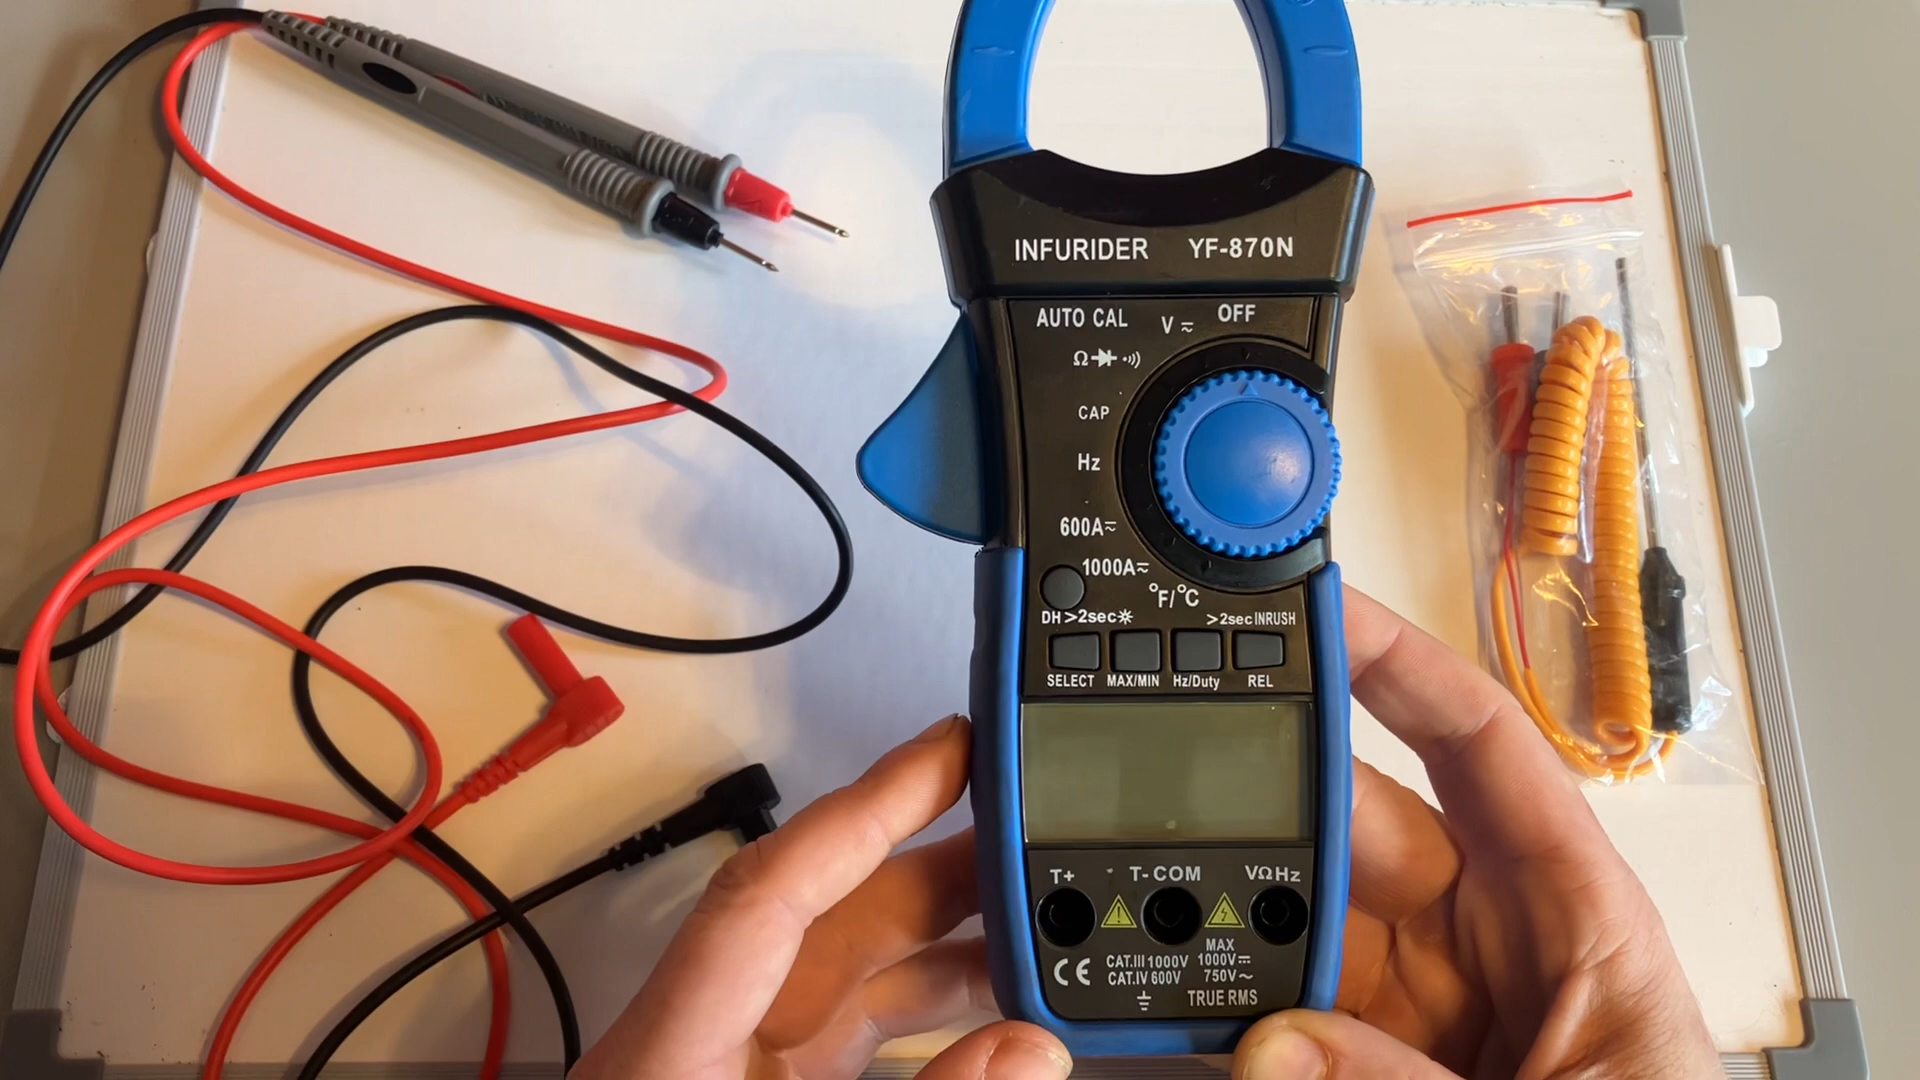 INFURIDER YF-870N
AUTO CAL
V OFF
Ω
CAP
Hz
600A
1000A
°F/°C
DH >2sec >2sec INRUSH
SELECT MAX/MIN Hz/Duty REL
T+ T- COM VΩHz
MAX
CAT.III 1000V 1000V
CAT.IV 600V 750V~
CE
TRUE RMS